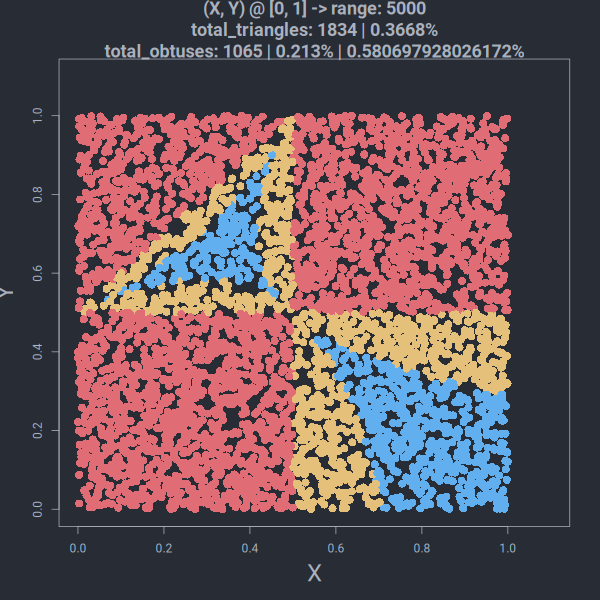 (X, Y) @ [0, 1] -> range: 5000
total_triangles: 1834 | 0.3668%
total_obtuses: 1065 | 0.213% | 0.580697928026172%
1.0
0.8
0.6
Y
0.4
0.2
0.0
0.0 0.2 0.4 0.6 0.8 1.0
X